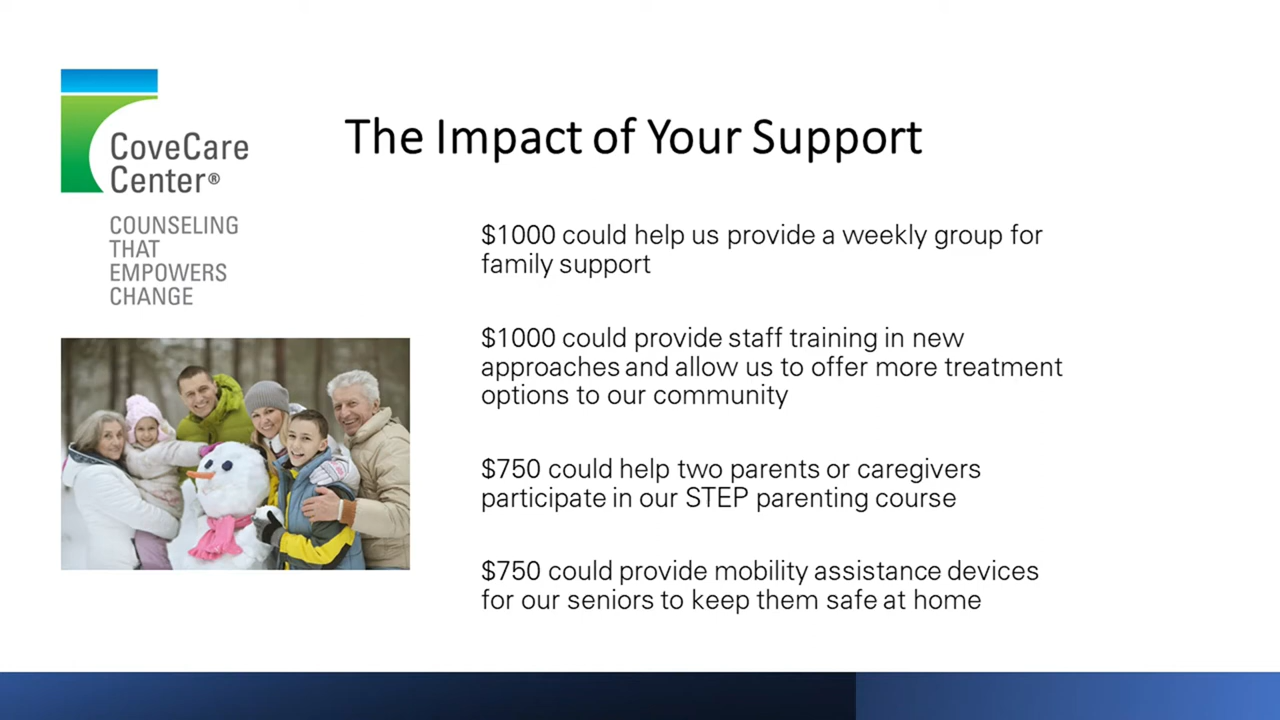 CoveCare
Center®
COUNSELING
THAT
EMPOWERS
CHANGE
The Impact of Your Support
$1000 could help us provide a weekly group for
family support
$1000 could provide staff training in new
approaches and allow us to offer more treatment
options to our community
$750 could help two parents or caregivers
participate in our STEP parenting course
$750 could provide mobility assistance devices
for our seniors to keep them safe at home